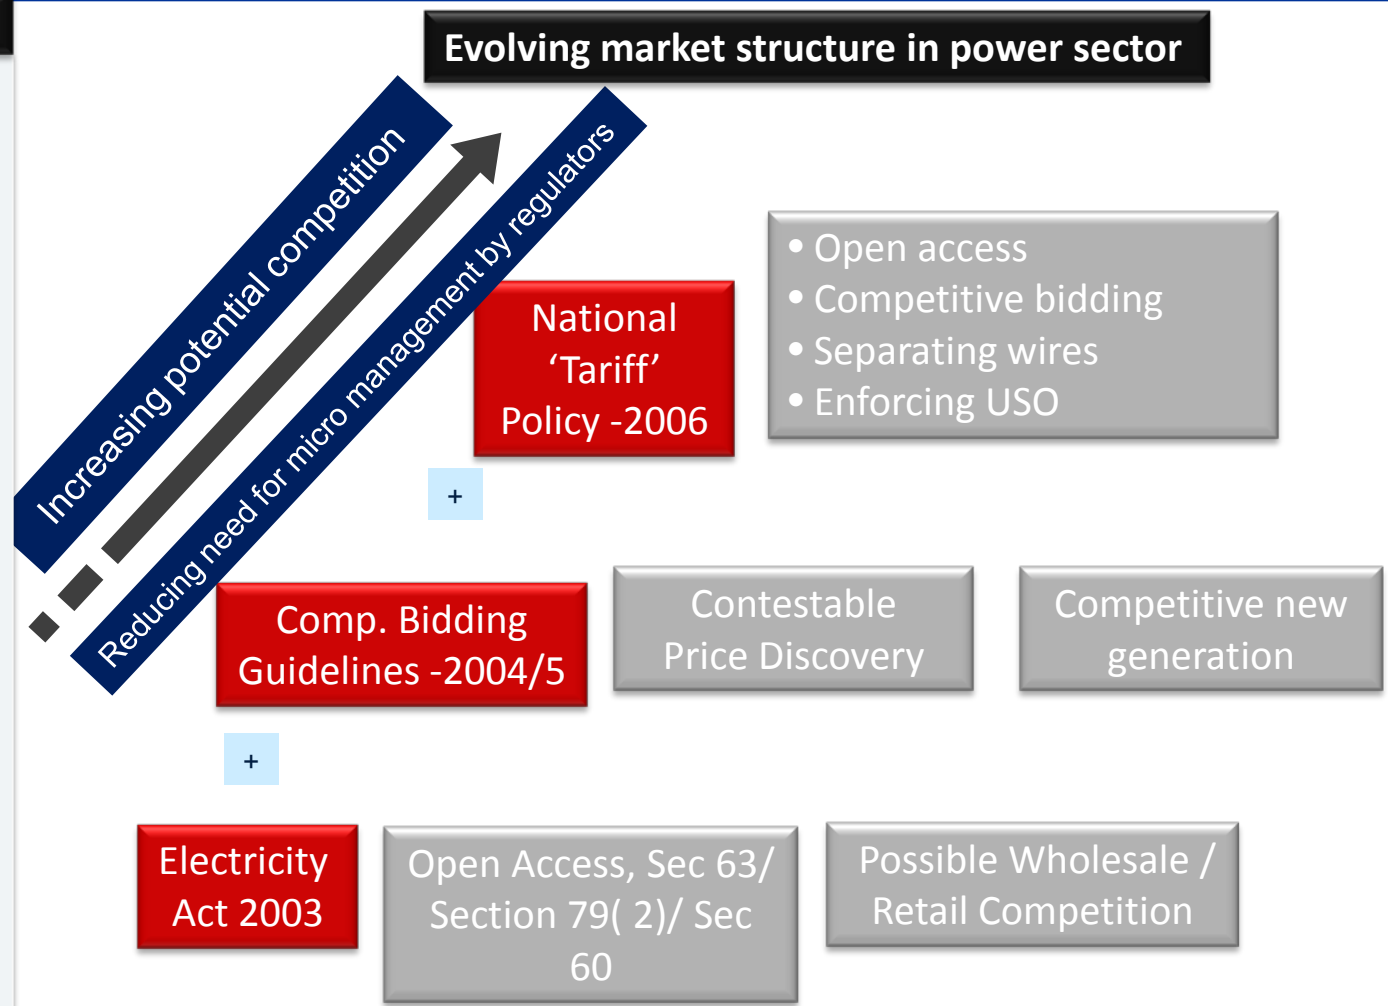 Evolving market structure in power sector
Increasing potential competition
Reducing need for micro management by regulators
National
‘Tariff’
Policy -2006
• Open access
• Competitive bidding
• Separating wires
• Enforcing USO
+
Comp. Bidding
Guidelines -2004/5
Contestable
Price Discovery
Competitive new
generation
+
Electricity
Act 2003
Open Access, Sec 63/
Section 79( 2)/ Sec
60
Possible Wholesale /
Retail Competition